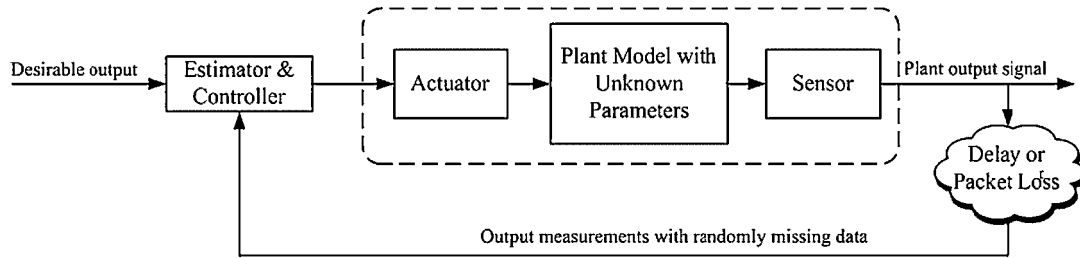 Desirable output
Estimator &
Controller
Actuator
Plant Model with
Unknown
Parameters
Sensor
Plant output signal
Delay or
Packet Loss
Output measurements with randomly missing data